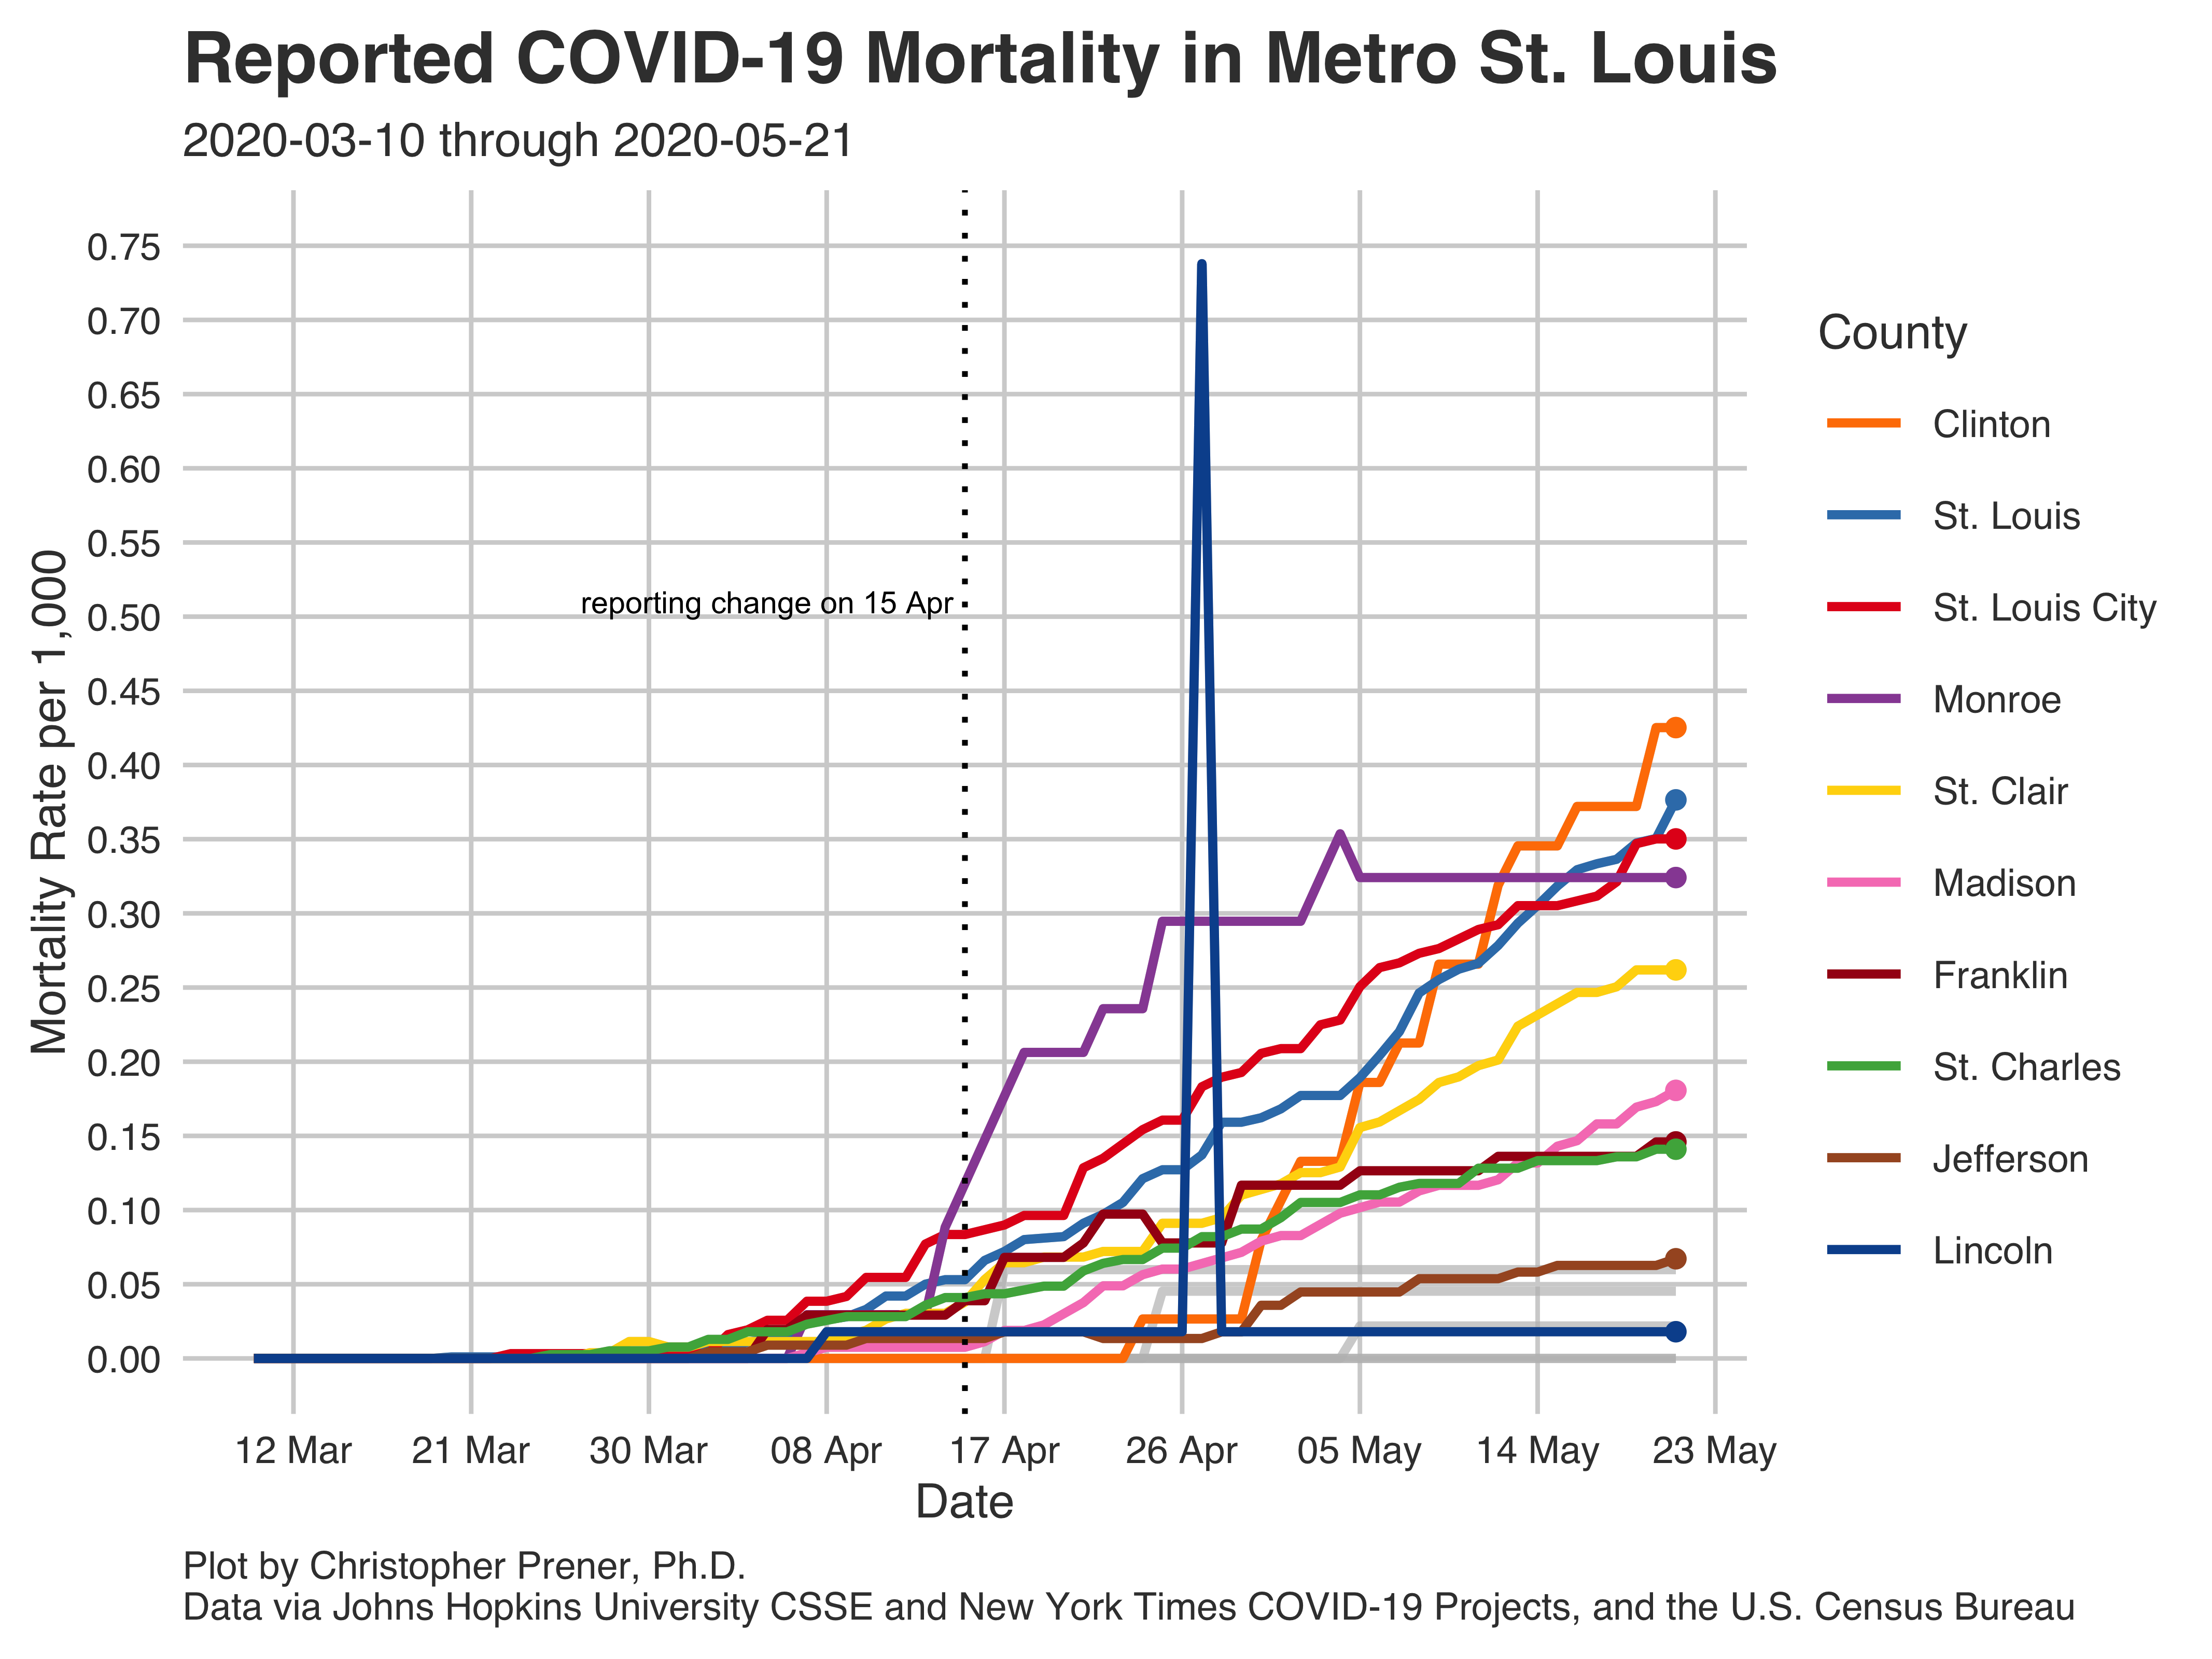 Reported COVID-19 Mortality in Metro St. Louis
2020-03-10 through 2020-05-21
Mortality Rate per 1,000
0.75
0.70
0.65
0.60
0.55
0.50
0.45
0.40
0.35
0.30
0.25
0.20
0.15
0.10
0.05
0.00
reporting change on 15 Apr
12 Mar
21 Mar
30 Mar
08 Apr
17 Apr
26 Apr
05 May
14 May
23 May
Date
County
Clinton
St. Louis
St. Louis City
Monroe
St. Clair
Madison
Franklin
St. Charles
Jefferson
Lincoln
Plot by Christopher Prener, Ph.D.
Data via Johns Hopkins University CSSE and New York Times COVID-19 Projects, and the U.S. Census Bureau